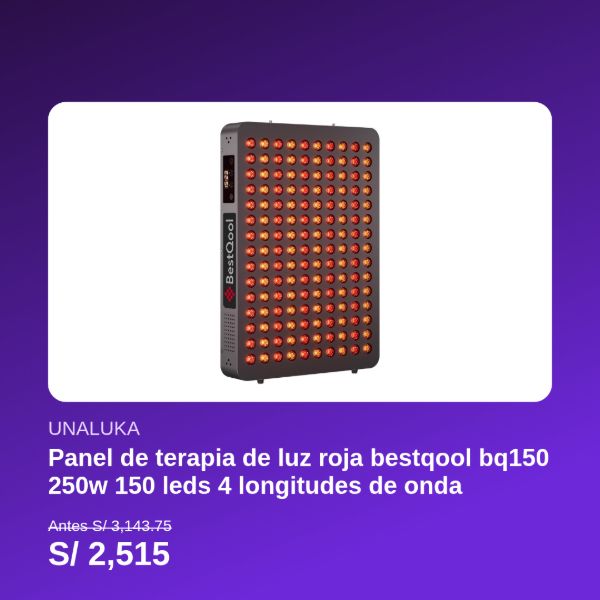 BestQool
UNALUKA
Panel de terapia de luz roja bestqool bq150
250w 150 leds 4 longitudes de onda
Antes S/ 3,143.75
S/ 2,515